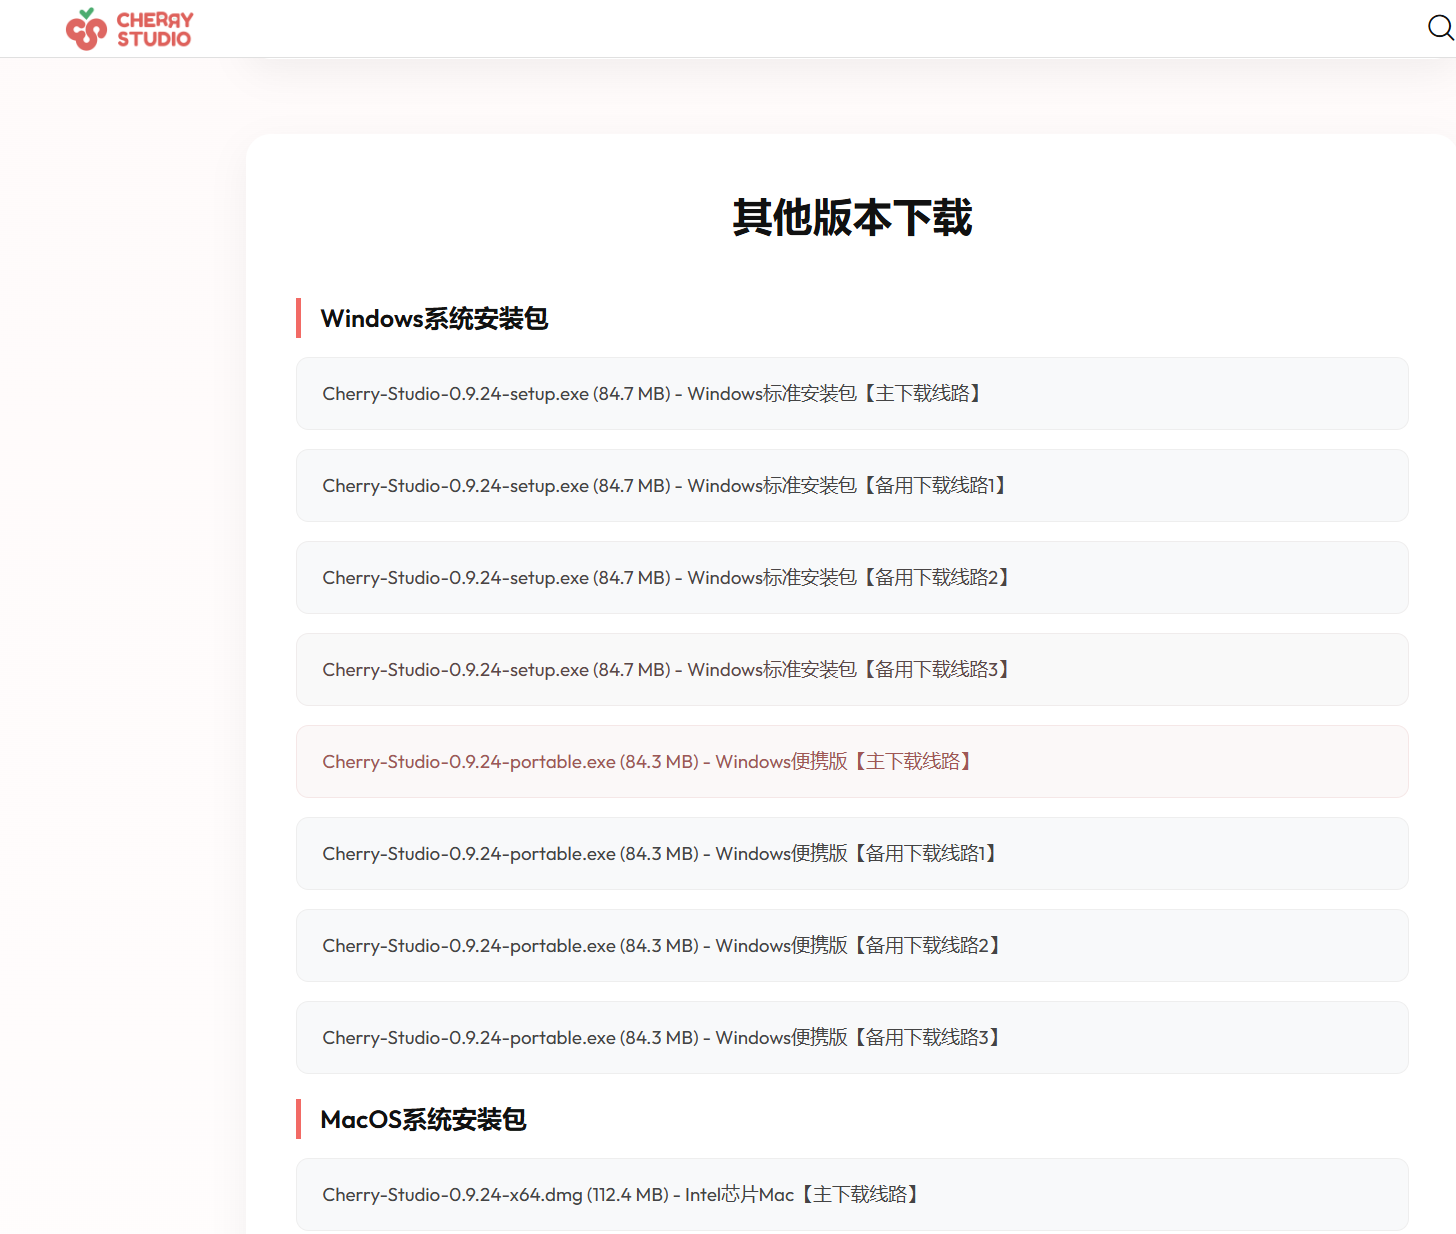 CHERRY
STUDIO
其他版本下载
Windows系统安装包
Cherry-Studio-0.9.24-setup.exe (84.7 MB) - Windows标准安装包【主下载线路】
Cherry-Studio-0.9.24-setup.exe (84.7 MB) - Windows标准安装包【备用下载线路1】
Cherry-Studio-0.9.24-setup.exe (84.7 MB) - Windows标准安装包【备用下载线路2】
Cherry-Studio-0.9.24-setup.exe (84.7 MB) - Windows标准安装包【备用下载线路3】
Cherry-Studio-0.9.24-portable.exe (84.3 MB) - Windows便携版【主下载线路】
Cherry-Studio-0.9.24-portable.exe (84.3 MB) - Windows便携版【备用下载线路1】
Cherry-Studio-0.9.24-portable.exe (84.3 MB) - Windows便携版【备用下载线路2】
Cherry-Studio-0.9.24-portable.exe (84.3 MB) - Windows便携版【备用下载线路3】
MacOS系统安装包
Cherry-Studio-0.9.24-x64.dmg (112.4 MB) - Intel芯片Mac【主下载线路】